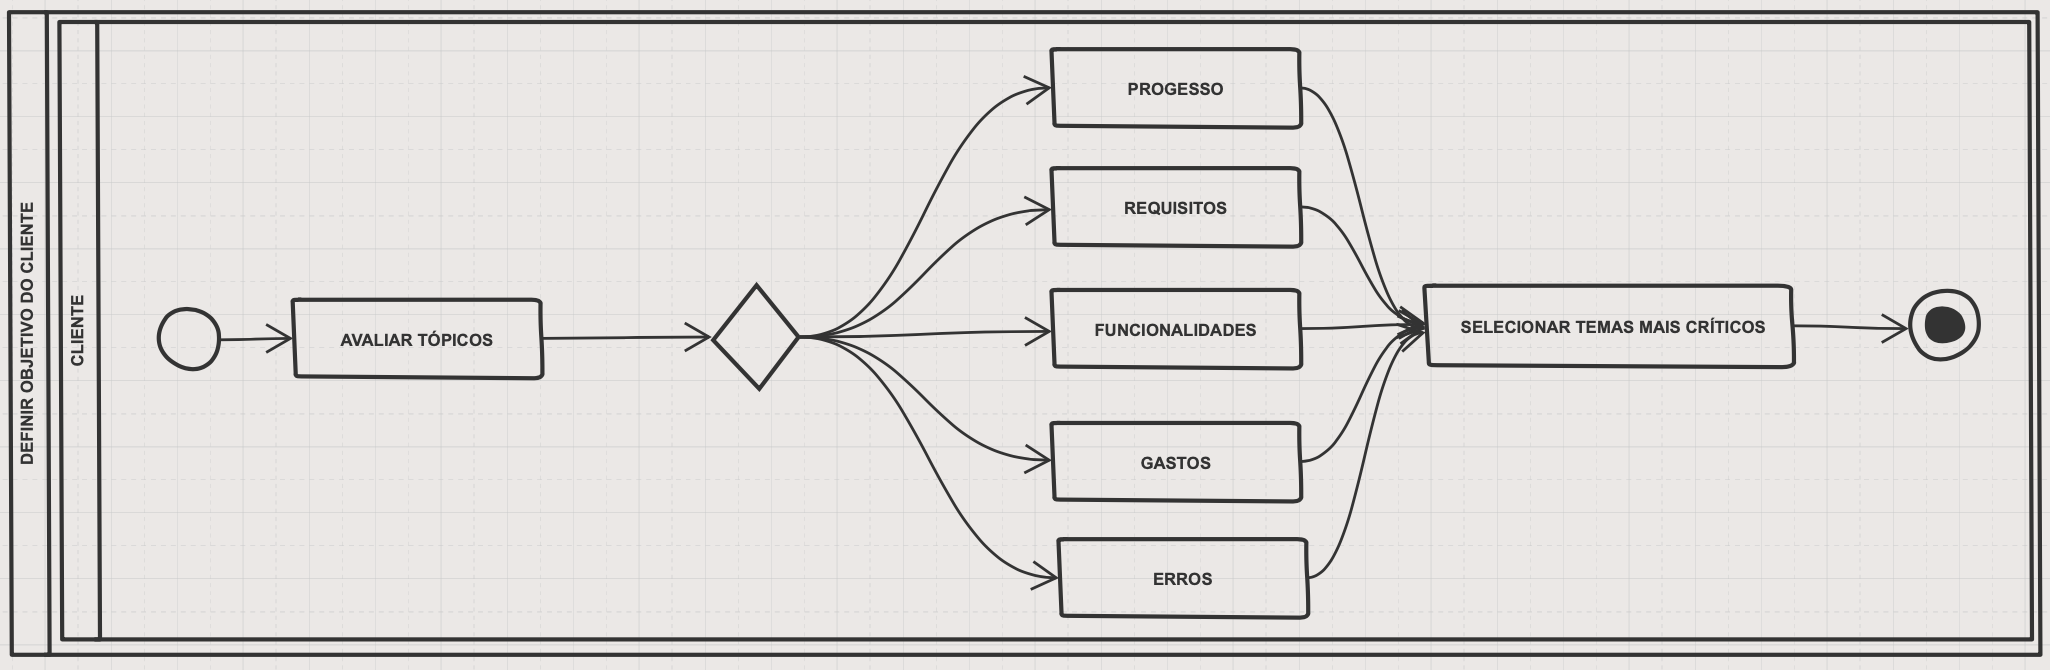 DEFINIR OBJETIVO DO CLIENTE
CLIENTE
AVALIAR TÓPICOS
PROGESSO
REQUISITOS
FUNCIONALIDADES
GASTOS
ERROS
SELECIONAR TEMAS MAIS CRÍTICOS